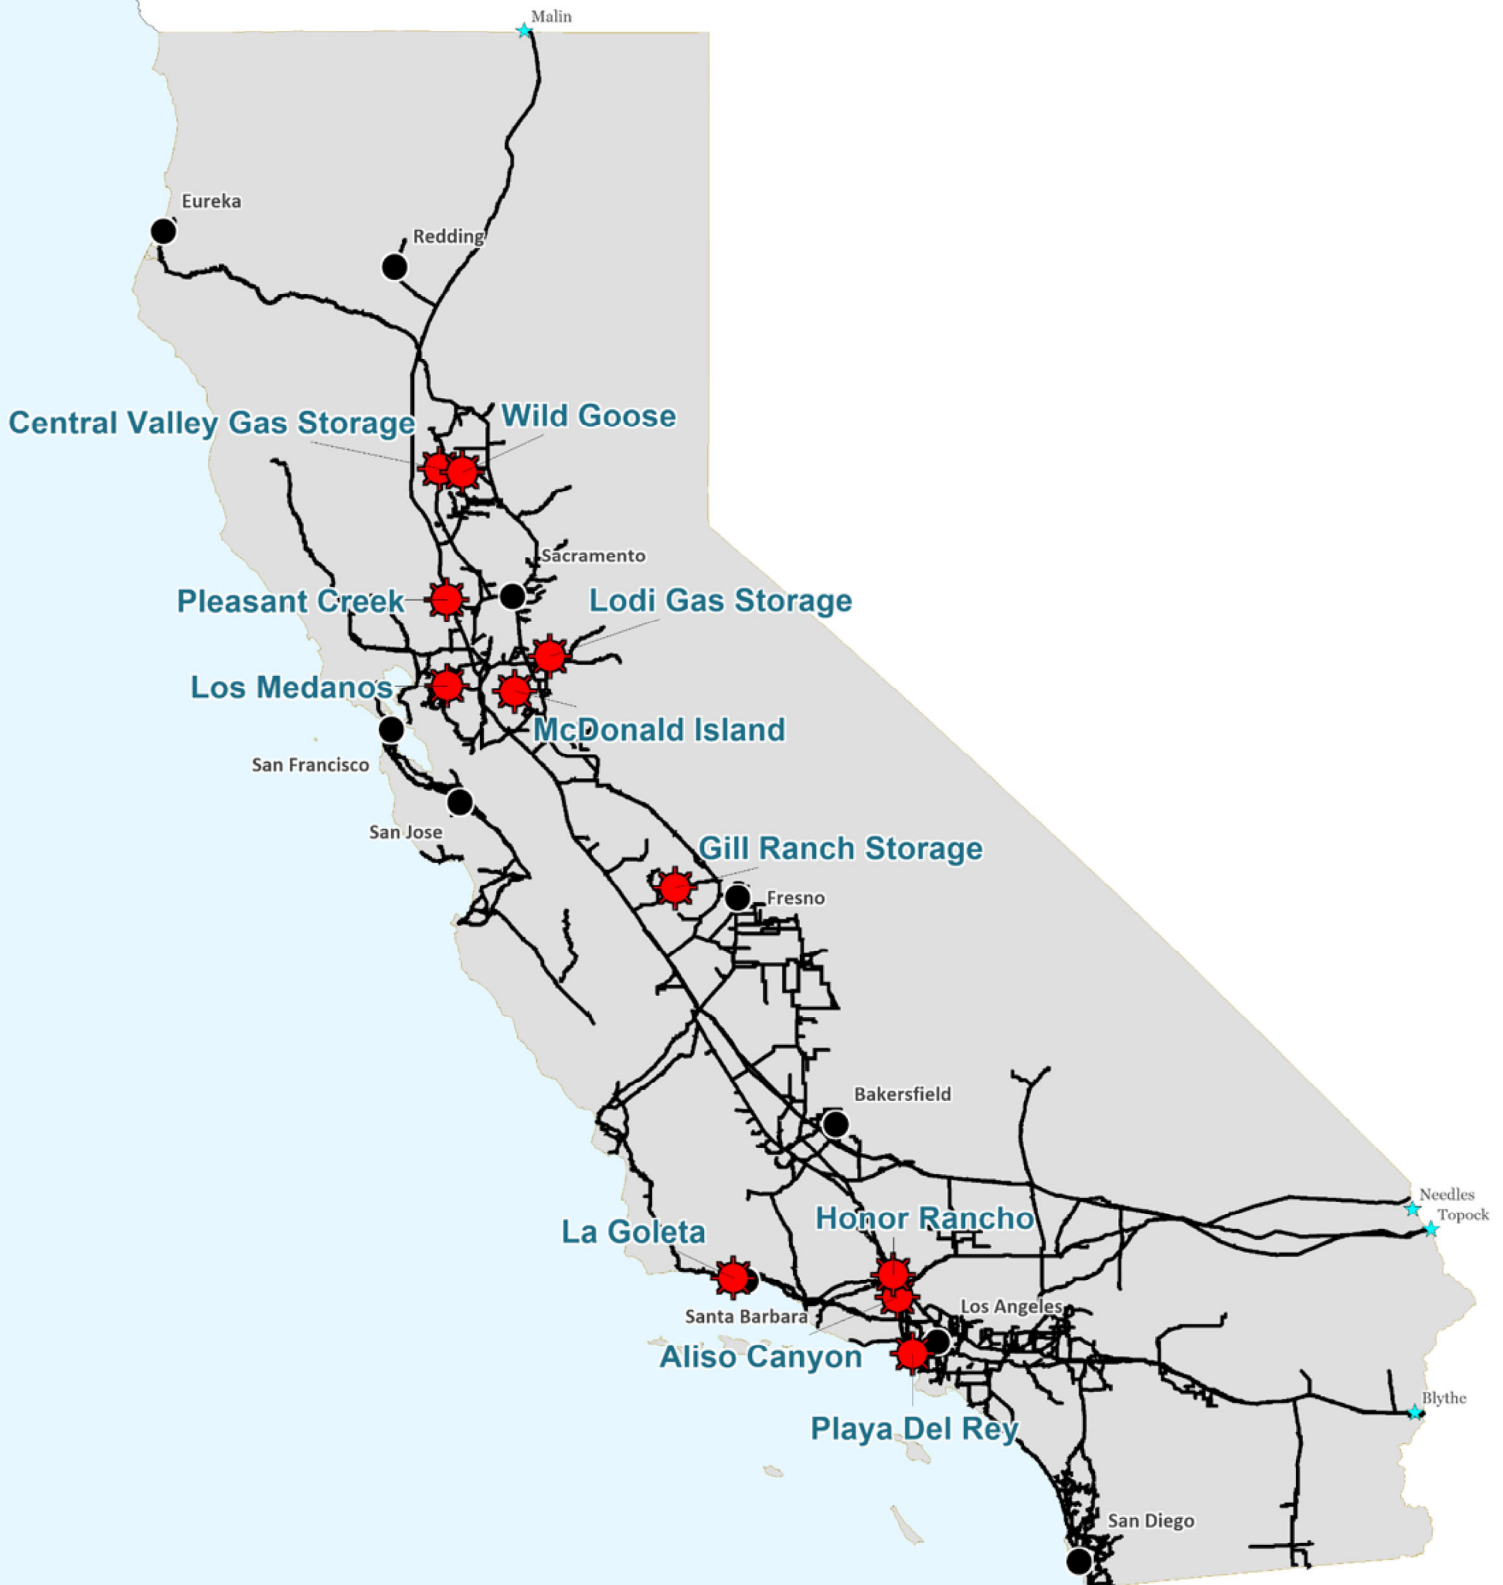 Malin
Eureka
Redding
Central Valley Gas Storage
Wild Goose
Sacramento
Pleasant Creek
Lodi Gas Storage
Los Medanos
McDonald Island
San Francisco
San Jose
Gill Ranch Storage
Fresno
Bakersfield
Needles
Topock
La Goleta
Honor Rancho
Santa Barbara
Los Angeles
Aliso Canyon
Blythe
Playa Del Rey
San Diego